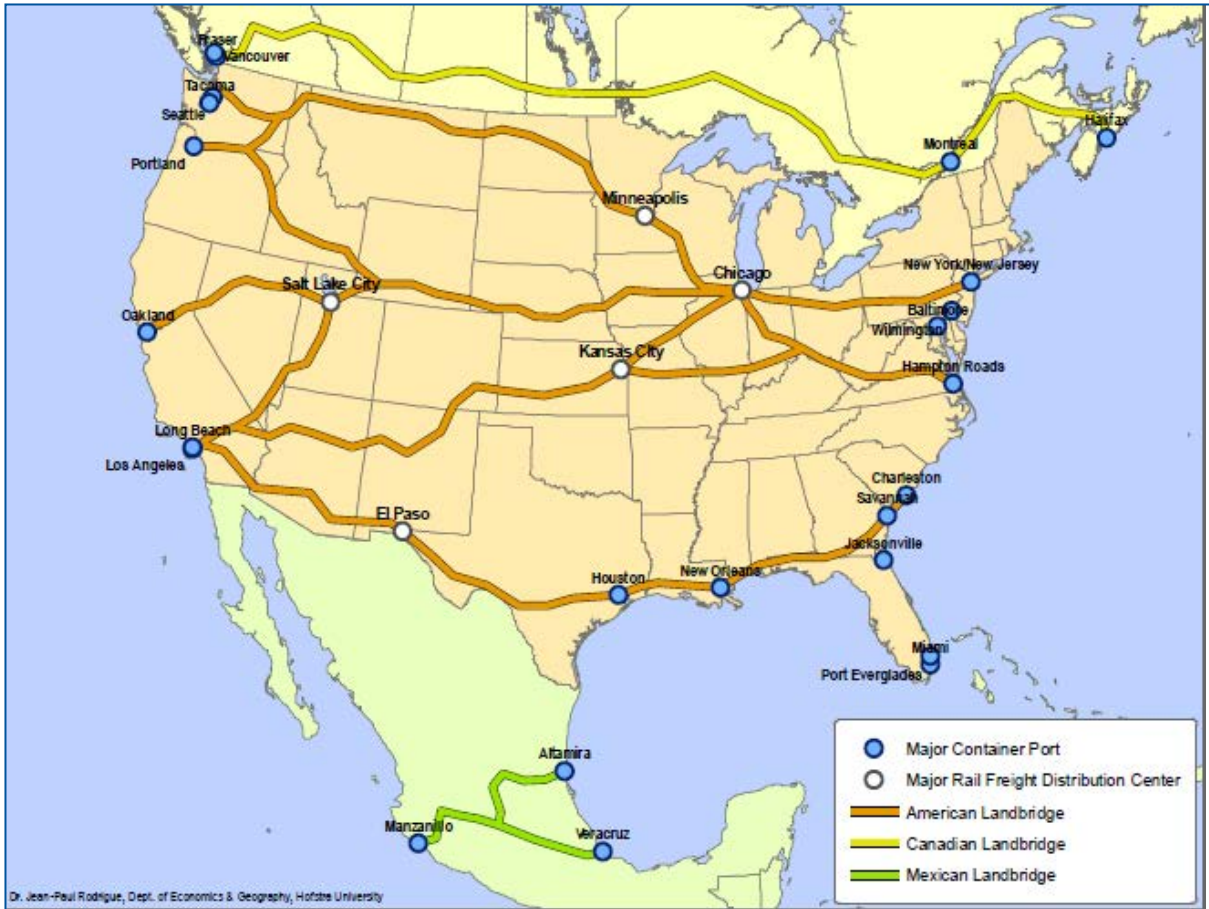 Fraser
Vancouver
Tacoma
Seattle
Portland
Halifax
Montreal
Minneapolis
Chicago
New York/New Jersey
Salt Lake City
Oakland
Baltimore
Wilmington
Kansas City
Hampton Roads
Long Beach
Los Angeles
Charleston
Savannah
El Paso
Jacksonville
Houston
New Orleans
Miami
Port Everglades
Altamira
Manzanillo
Veracruz
Major Container Port
Major Rail Freight Distribution Center
American Landbridge
Canadian Landbridge
Mexican Landbridge
Dr. Jean-Paul Rodrigue, Dept. of Economics & Geography, Hofstra University